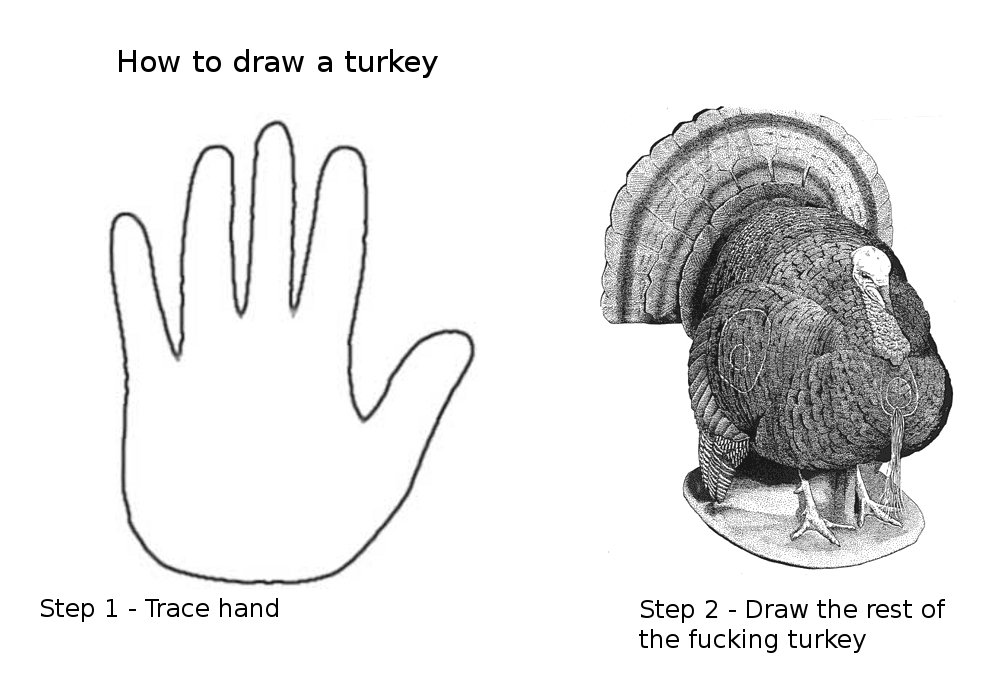 How to draw a turkey
Step 1 - Trace hand
Step 2 - Draw the rest of
the fucking turkey